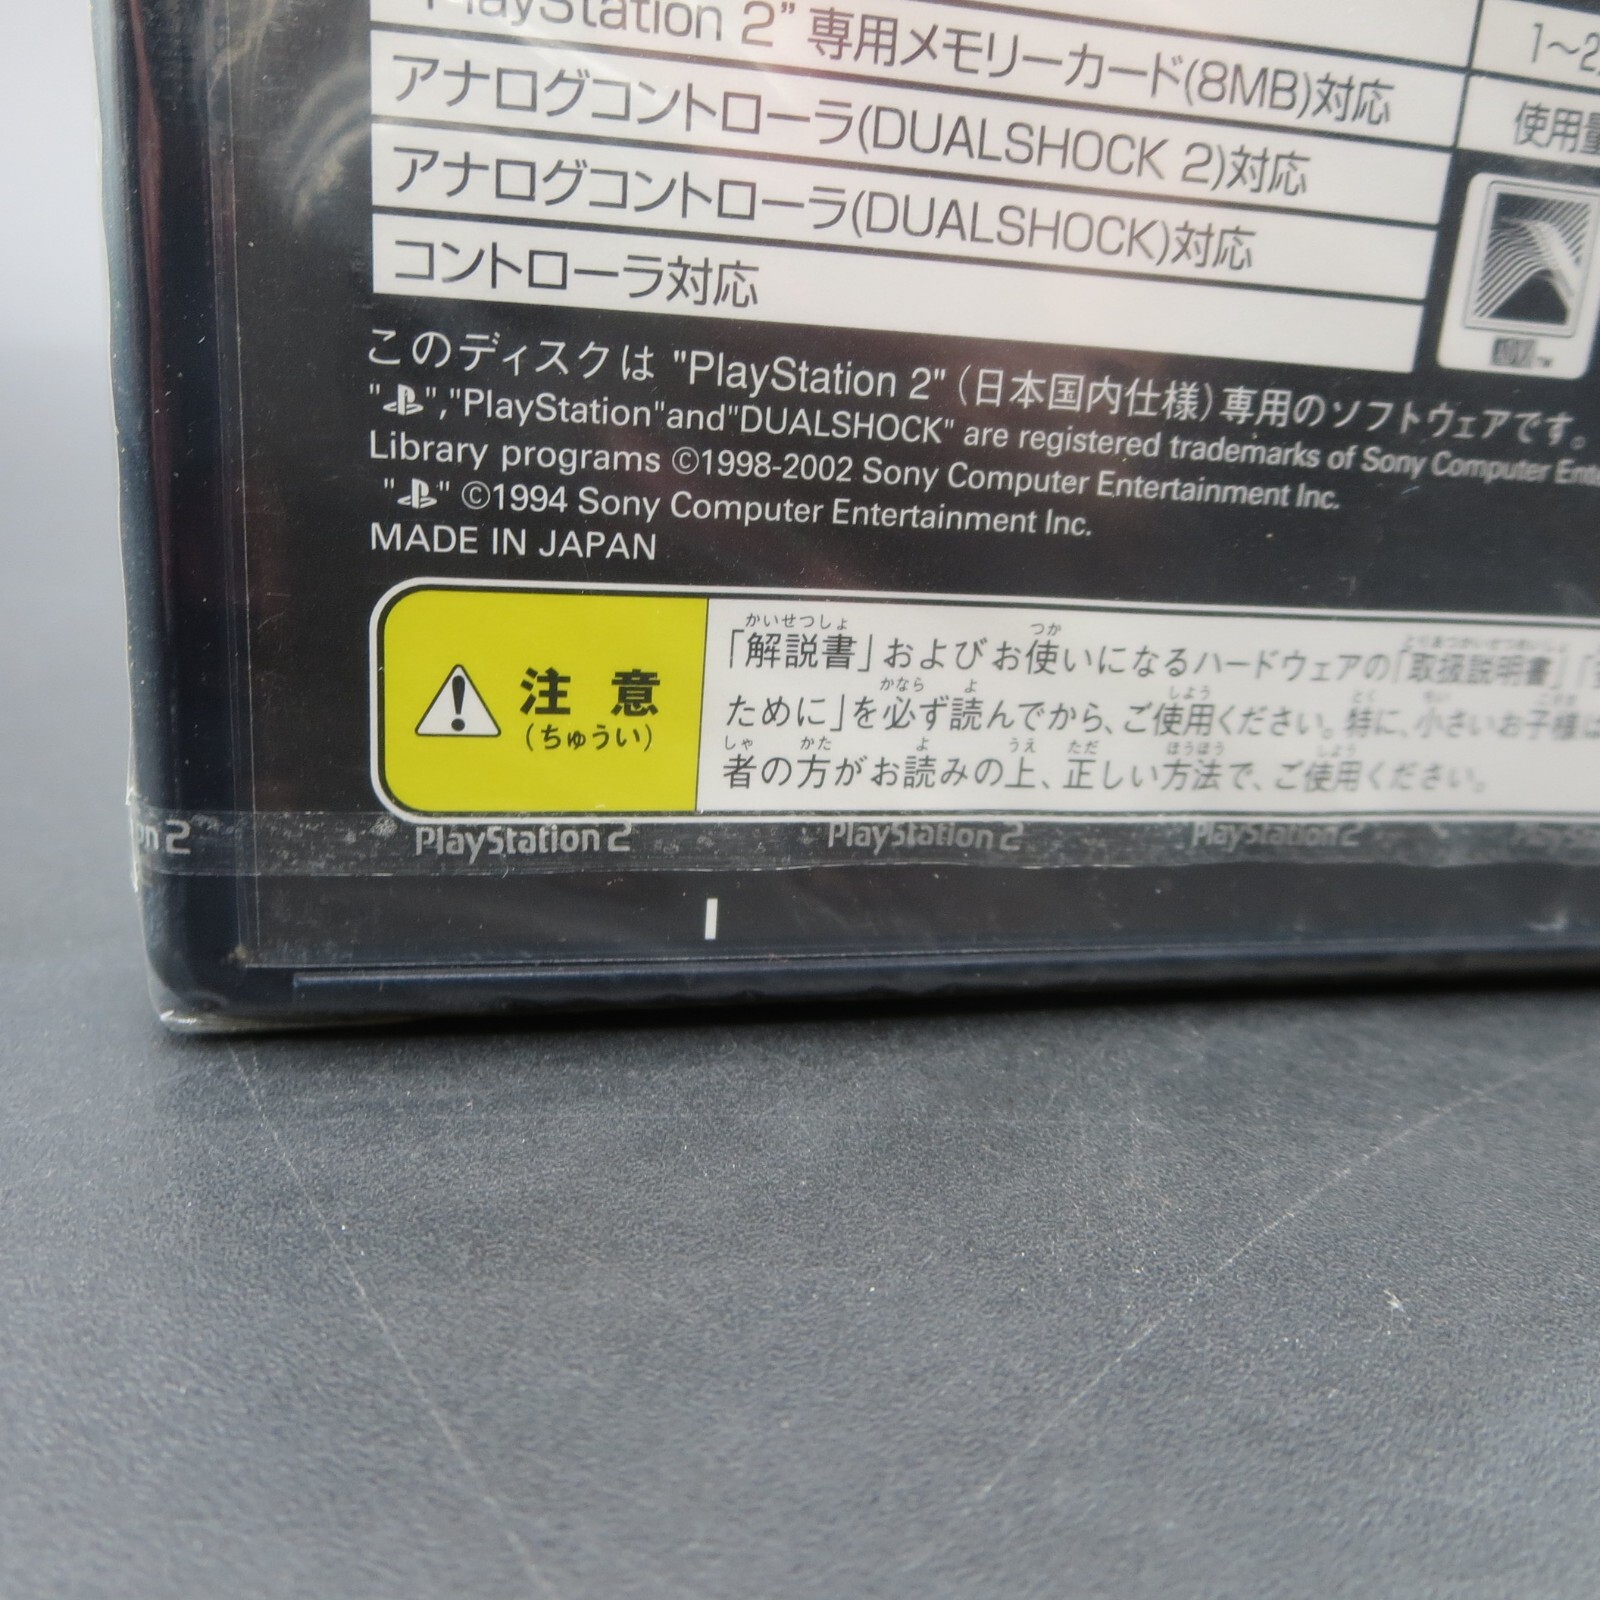 "PlayStation 2"専用メモリーカード(8MB)対応
1〜2
アナログコントローラ(DUALSHOCK 2)対応
使用量
アナログコントローラ(DUALSHOCK)対応
コントローラ対応
このディスクは "PlayStation 2" (日本国内仕様)専用のソフトウェアです。
" ","PlayStation"and"DUALSHOCK" are registered trademarks of Sony Computer
Library programs ©1998-2002 Sony Computer Entertainment Inc.
" " ©1994 Sony Computer Entertainment Inc.
MADE IN JAPAN
注意
(ちゅうい)
「解説書」およびお使いになるハードウェアの「取扱説明書」「
ために」を必ず読んでから、ご使用ください。特に、小さいお子様は
者の方がお読みの上、正しい方法で、ご使用ください。
PlayStation 2 PlayStation 2 PlayStation 2